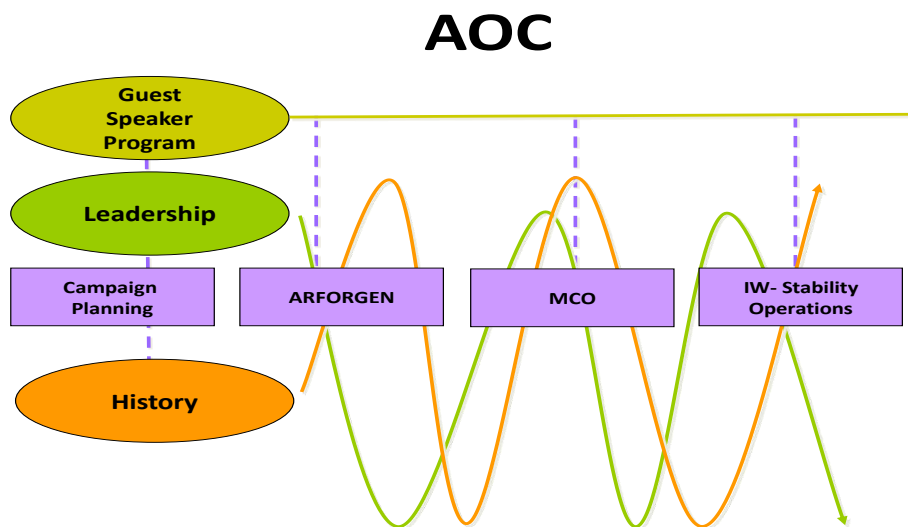 AOC
Guest
Speaker
Program
Leadership
Campaign
Planning
ARFORGEN
MCO
IW- Stability
Operations
History